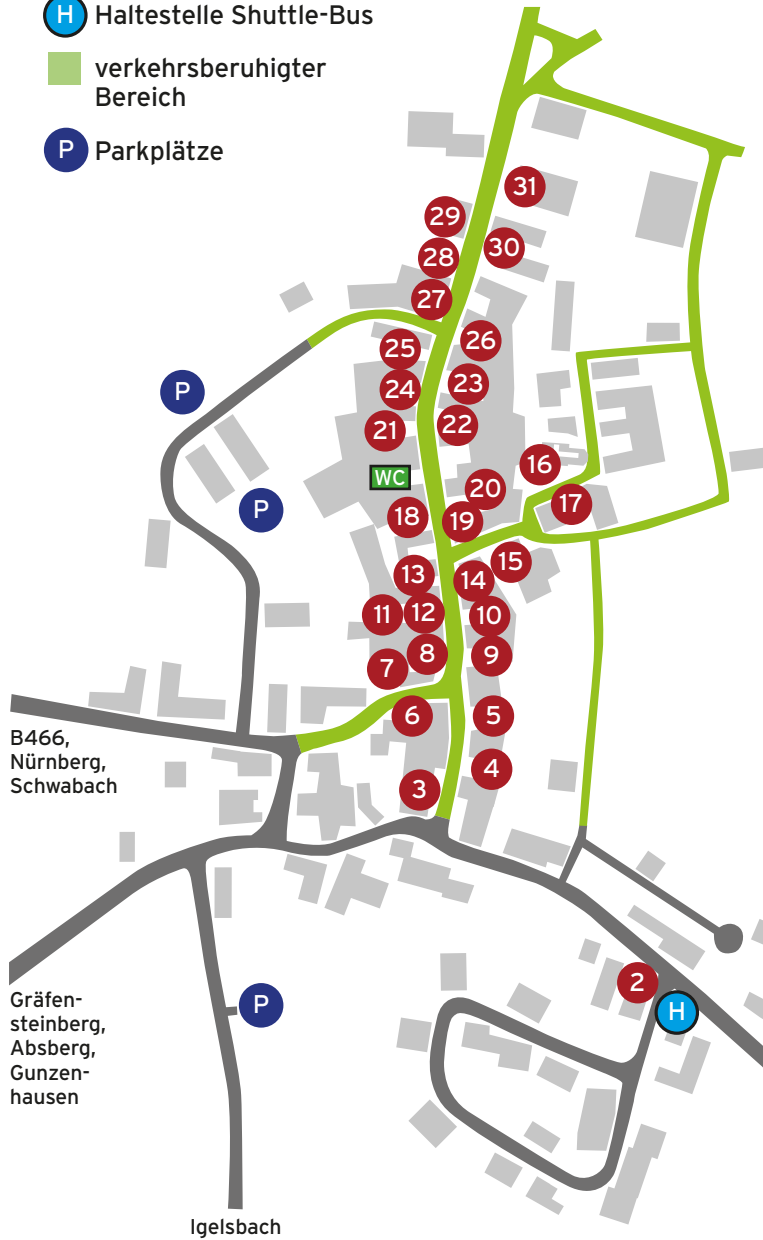 H Haltestelle Shuttle-Bus
verkehrsberuhigter
Bereich
P Parkplätze
31
29
30
28
27
26
25
P
23
24
22
21
16
WC
20
17
P
18
19
15
13
14
12
11
10
8
9
7
6
5
B466,
Nürnberg,
Schwabach
4
3
2
Gräfen-
steinberg,
Absberg,
Gunzen-
hausen
P
H
Igelsbach